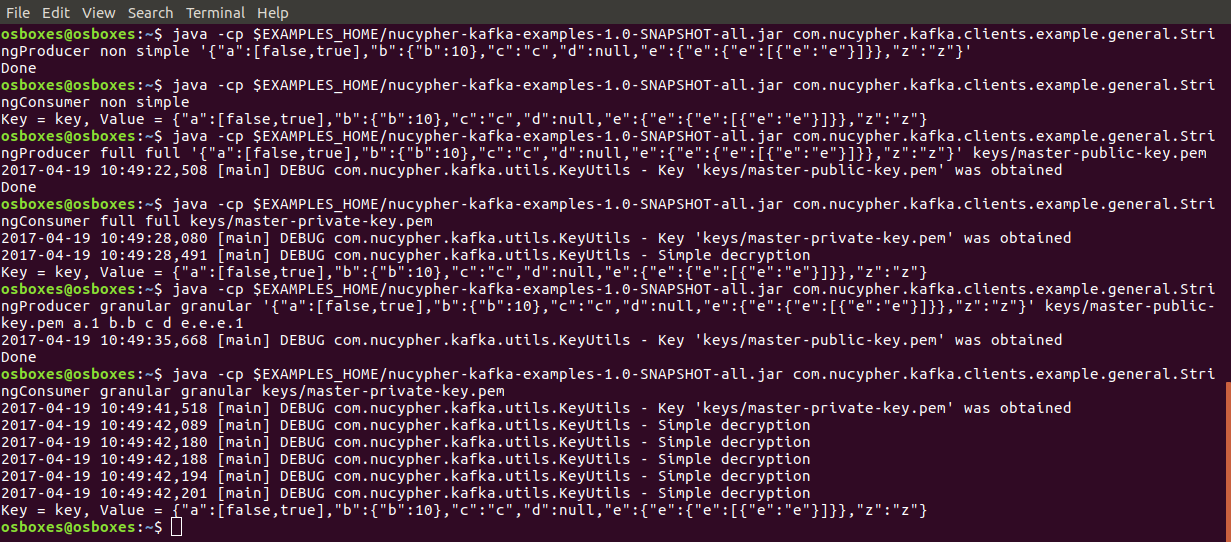 File Edit View Search Terminal Help
osboxes@osboxes:~$ java -cp $EXAMPLES_HOME/nucypher-kafka-examples-1.0-SNAPSHOT-all.jar com.nucypher.kafka.clients.example.general.Stri
ngProducer non simple '{"a":[false,true],"b":{"b":10},"c":"c","d":null,"e":{"e":{"e":[{"e":"e"}]}},"z":"z"}'
Done
osboxes@osboxes:~$ java -cp $EXAMPLES_HOME/nucypher-kafka-examples-1.0-SNAPSHOT-all.jar com.nucypher.kafka.clients.example.general.Stri
ngConsumer non simple
Key = key, Value = {"a":[false,true],"b":{"b":10},"c":"c","d":null,"e":{"e":{"e":[{"e":"e"}]}},"z":"z"}
osboxes@osboxes:~$ java -cp $EXAMPLES_HOME/nucypher-kafka-examples-1.0-SNAPSHOT-all.jar com.nucypher.kafka.clients.example.general.Stri
ngProducer full full '{"a":[false,true],"b":{"b":10},"c":"c","d":null,"e":{"e":{"e":[{"e":"e"}]}},"z":"z"}' keys/master-public-key.pem
2017-04-19 10:49:22,508 [main] DEBUG com.nucypher.kafka.utils.KeyUtils - Key 'keys/master-public-key.pem' was obtained
Done
osboxes@osboxes:~$ java -cp $EXAMPLES_HOME/nucypher-kafka-examples-1.0-SNAPSHOT-all.jar com.nucypher.kafka.clients.example.general.Stri
ngConsumer full full keys/master-private-key.pem
2017-04-19 10:49:28,080 [main] DEBUG com.nucypher.kafka.utils.KeyUtils - Key 'keys/master-private-key.pem' was obtained
2017-04-19 10:49:28,491 [main] DEBUG com.nucypher.kafka.utils.KeyUtils - Simple decryption
Key = key, Value = {"a":[false,true],"b":{"b":10},"c":"c","d":null,"e":{"e":{"e":[{"e":"e"}]}},"z":"z"}
osboxes@osboxes:~$ java -cp $EXAMPLES_HOME/nucypher-kafka-examples-1.0-SNAPSHOT-all.jar com.nucypher.kafka.clients.example.general.Stri
ngProducer granular granular '{"a":[false,true],"b":{"b":10},"c":"c","d":null,"e":{"e":{"e":[{"e":"e"}]}},"z":"z"}' keys/master-public-
key.pem a.1 b.b c d e.e.e.1
2017-04-19 10:49:35,668 [main] DEBUG com.nucypher.kafka.utils.KeyUtils - Key 'keys/master-public-key.pem' was obtained
Done
osboxes@osboxes:~$ java -cp $EXAMPLES_HOME/nucypher-kafka-examples-1.0-SNAPSHOT-all.jar com.nucypher.kafka.clients.example.general.Stri
ngConsumer granular granular keys/master-private-key.pem
2017-04-19 10:49:41,518 [main] DEBUG com.nucypher.kafka.utils.KeyUtils - Key 'keys/master-private-key.pem' was obtained
2017-04-19 10:49:42,089 [main] DEBUG com.nucypher.kafka.utils.KeyUtils - Simple decryption
2017-04-19 10:49:42,180 [main] DEBUG com.nucypher.kafka.utils.KeyUtils - Simple decryption
2017-04-19 10:49:42,188 [main] DEBUG com.nucypher.kafka.utils.KeyUtils - Simple decryption
2017-04-19 10:49:42,194 [main] DEBUG com.nucypher.kafka.utils.KeyUtils - Simple decryption
2017-04-19 10:49:42,201 [main] DEBUG com.nucypher.kafka.utils.KeyUtils - Simple decryption
Key = key, Value = {"a":[false,true],"b":{"b":10},"c":"c","d":null,"e":{"e":{"e":[{"e":"e"}]}},"z":"z"}
osboxes@osboxes:~$